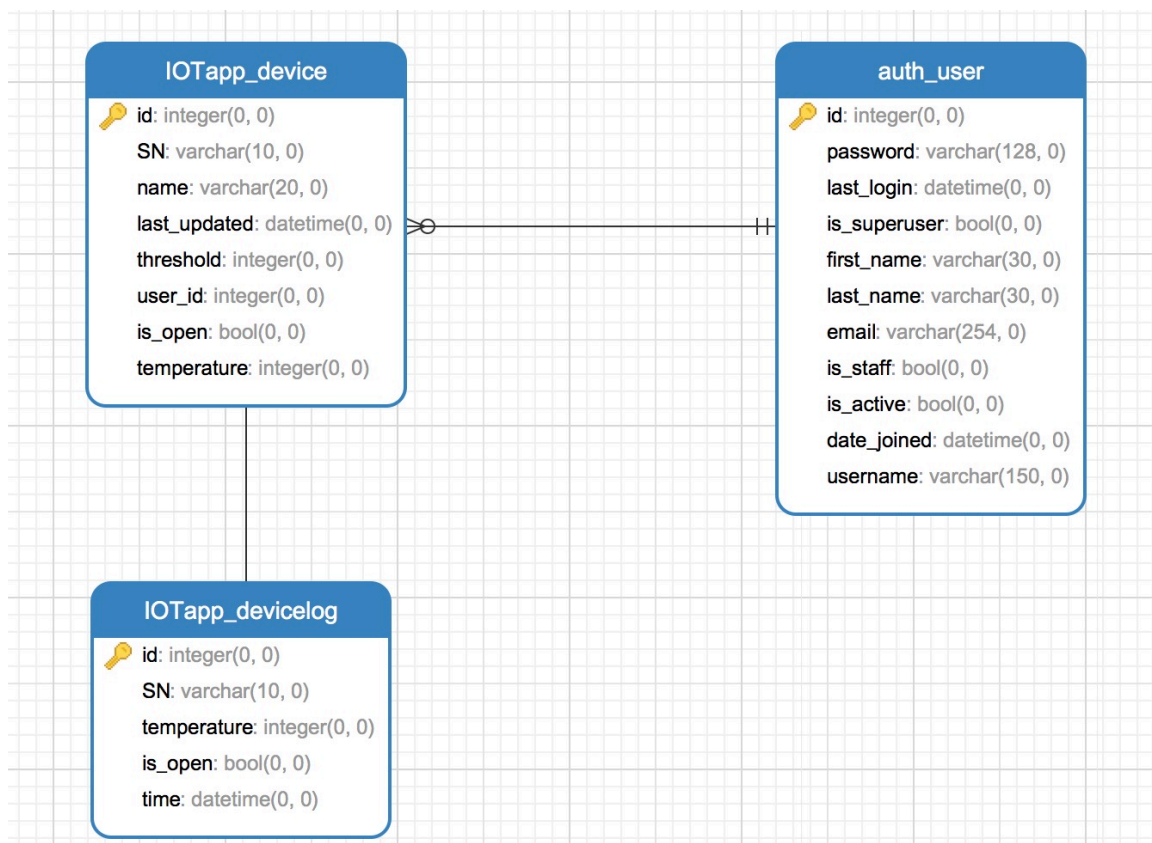 IOTapp_device
id: integer(0, 0)
SN: varchar(10, 0)
name: varchar(20, 0)
last_updated: datetime(0, 0)
threshold: integer(0, 0)
user_id: integer(0, 0)
is_open: bool(0, 0)
temperature: integer(0, 0)
auth_user
id: integer(0, 0)
password: varchar(128, 0)
last_login: datetime(0, 0)
is_superuser: bool(0, 0)
first_name: varchar(30, 0)
last_name: varchar(30, 0)
email: varchar(254, 0)
is_staff: bool(0, 0)
is_active: bool(0, 0)
date_joined: datetime(0, 0)
username: varchar(150, 0)
IOTapp_devicelog
id: integer(0, 0)
SN: varchar(10, 0)
temperature: integer(0, 0)
is_open: bool(0, 0)
time: datetime(0, 0)